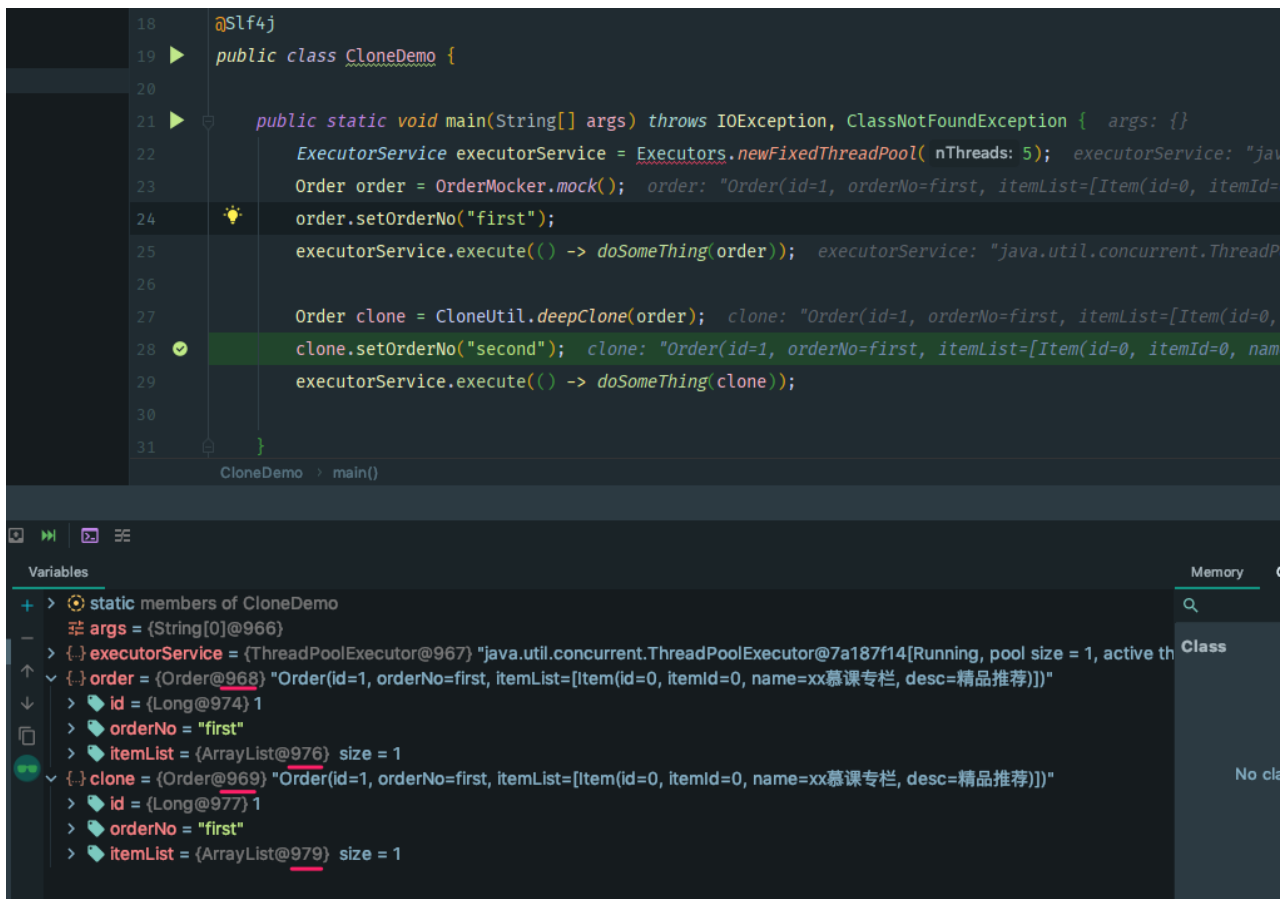 18 @Slf4j
19 public class CloneDemo {
20
21 public static void main(String[] args) throws IOException, ClassNotFoundException { args: {}
22 ExecutorService executorService = Executors.newFixedThreadPool( nThreads: 5); executorService: "jav
23 Order order = OrderMocker.mock(); order: "Order(id=1, orderNo=first, itemList=[Item(id=0, itemId=
24 order.setOrderNo("first");
25 executorService.execute(() -> doSomeThing(order)); executorService: "java.util.concurrent.ThreadP
26
27 Order clone = CloneUtil.deepClone(order); clone: "Order(id=1, orderNo=first, itemList=[Item(id=0,
28 clone.setOrderNo("second"); clone: "Order(id=1, orderNo=first, itemList=[Item(id=0, itemId=0, nam
29 executorService.execute(() -> doSomeThing(clone));
30
31 }
CloneDemo › main()
Variables
Memory
static members of CloneDemo
args = {String[0]@966}
executorService = {ThreadPoolExecutor@967} "java.util.concurrent.ThreadPoolExecutor@7a187f14[Running, pool size = 1, active th
Class
order = {Order@968} "Order(id=1, orderNo=first, itemList=[Item(id=0, itemId=0, name=xx慕课专栏, desc=精品推荐)])"
id = {Long@974} 1
orderNo = "first"
itemList = {ArrayList@976} size = 1
clone = {Order@969} "Order(id=1, orderNo=first, itemList=[Item(id=0, itemId=0, name=xx慕课专栏, desc=精品推荐)])"
No cla
id = {Long@977} 1
orderNo = "first"
itemList = {ArrayList@979} size = 1